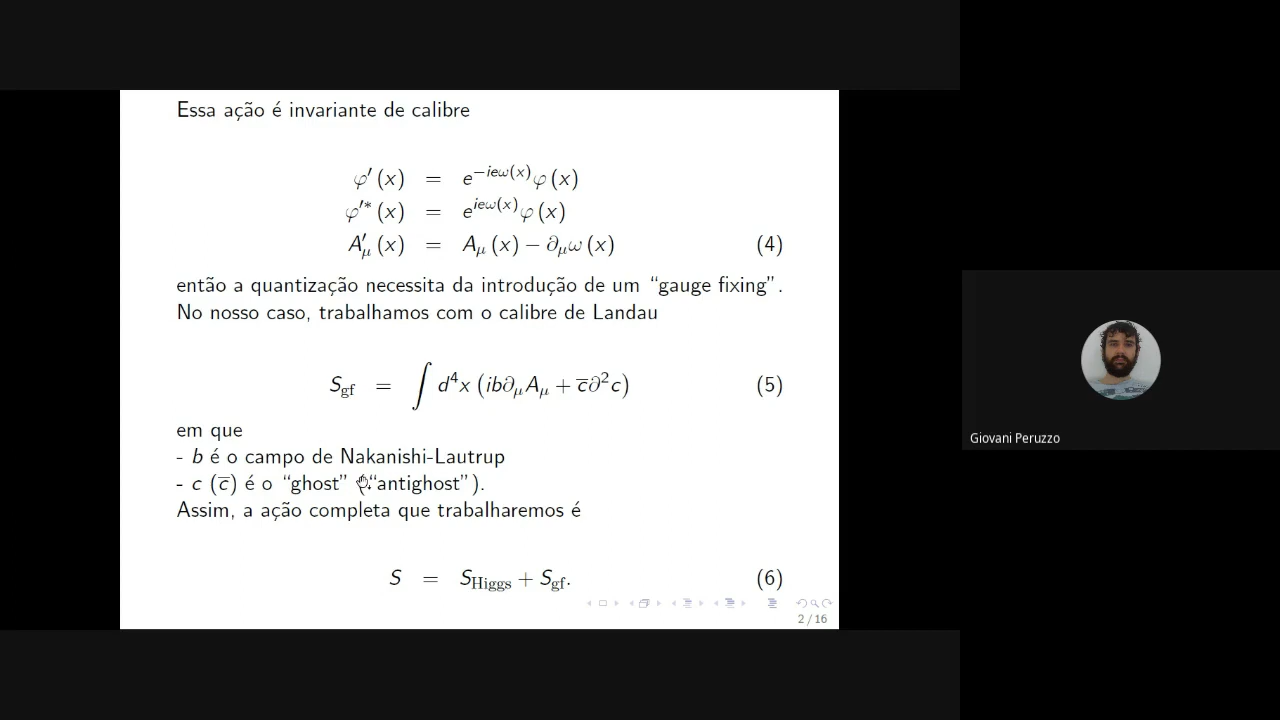 Essa ação é invariante de calibre
φ′ (x) = e^{−ieω(x)}φ (x)
φ′* (x) = e^{ieω(x)}φ (x)
A′_μ (x) = A_μ (x) − ∂_μω (x) (4)
então a quantização necessita da introdução de um “gauge fixing”.
No nosso caso, trabalhamos com o calibre de Landau
S_gf = ∫ d⁴x (ib∂_μA_μ + c̅∂²c) (5)
em que
- b é o campo de Nakanishi-Lautrup
- c (c̅) é o “ghost” (“antighost”).
Assim, a ação completa que trabalharemos é
S = S_Higgs + S_gf. (6)
2 / 16
Giovani Peruzzo